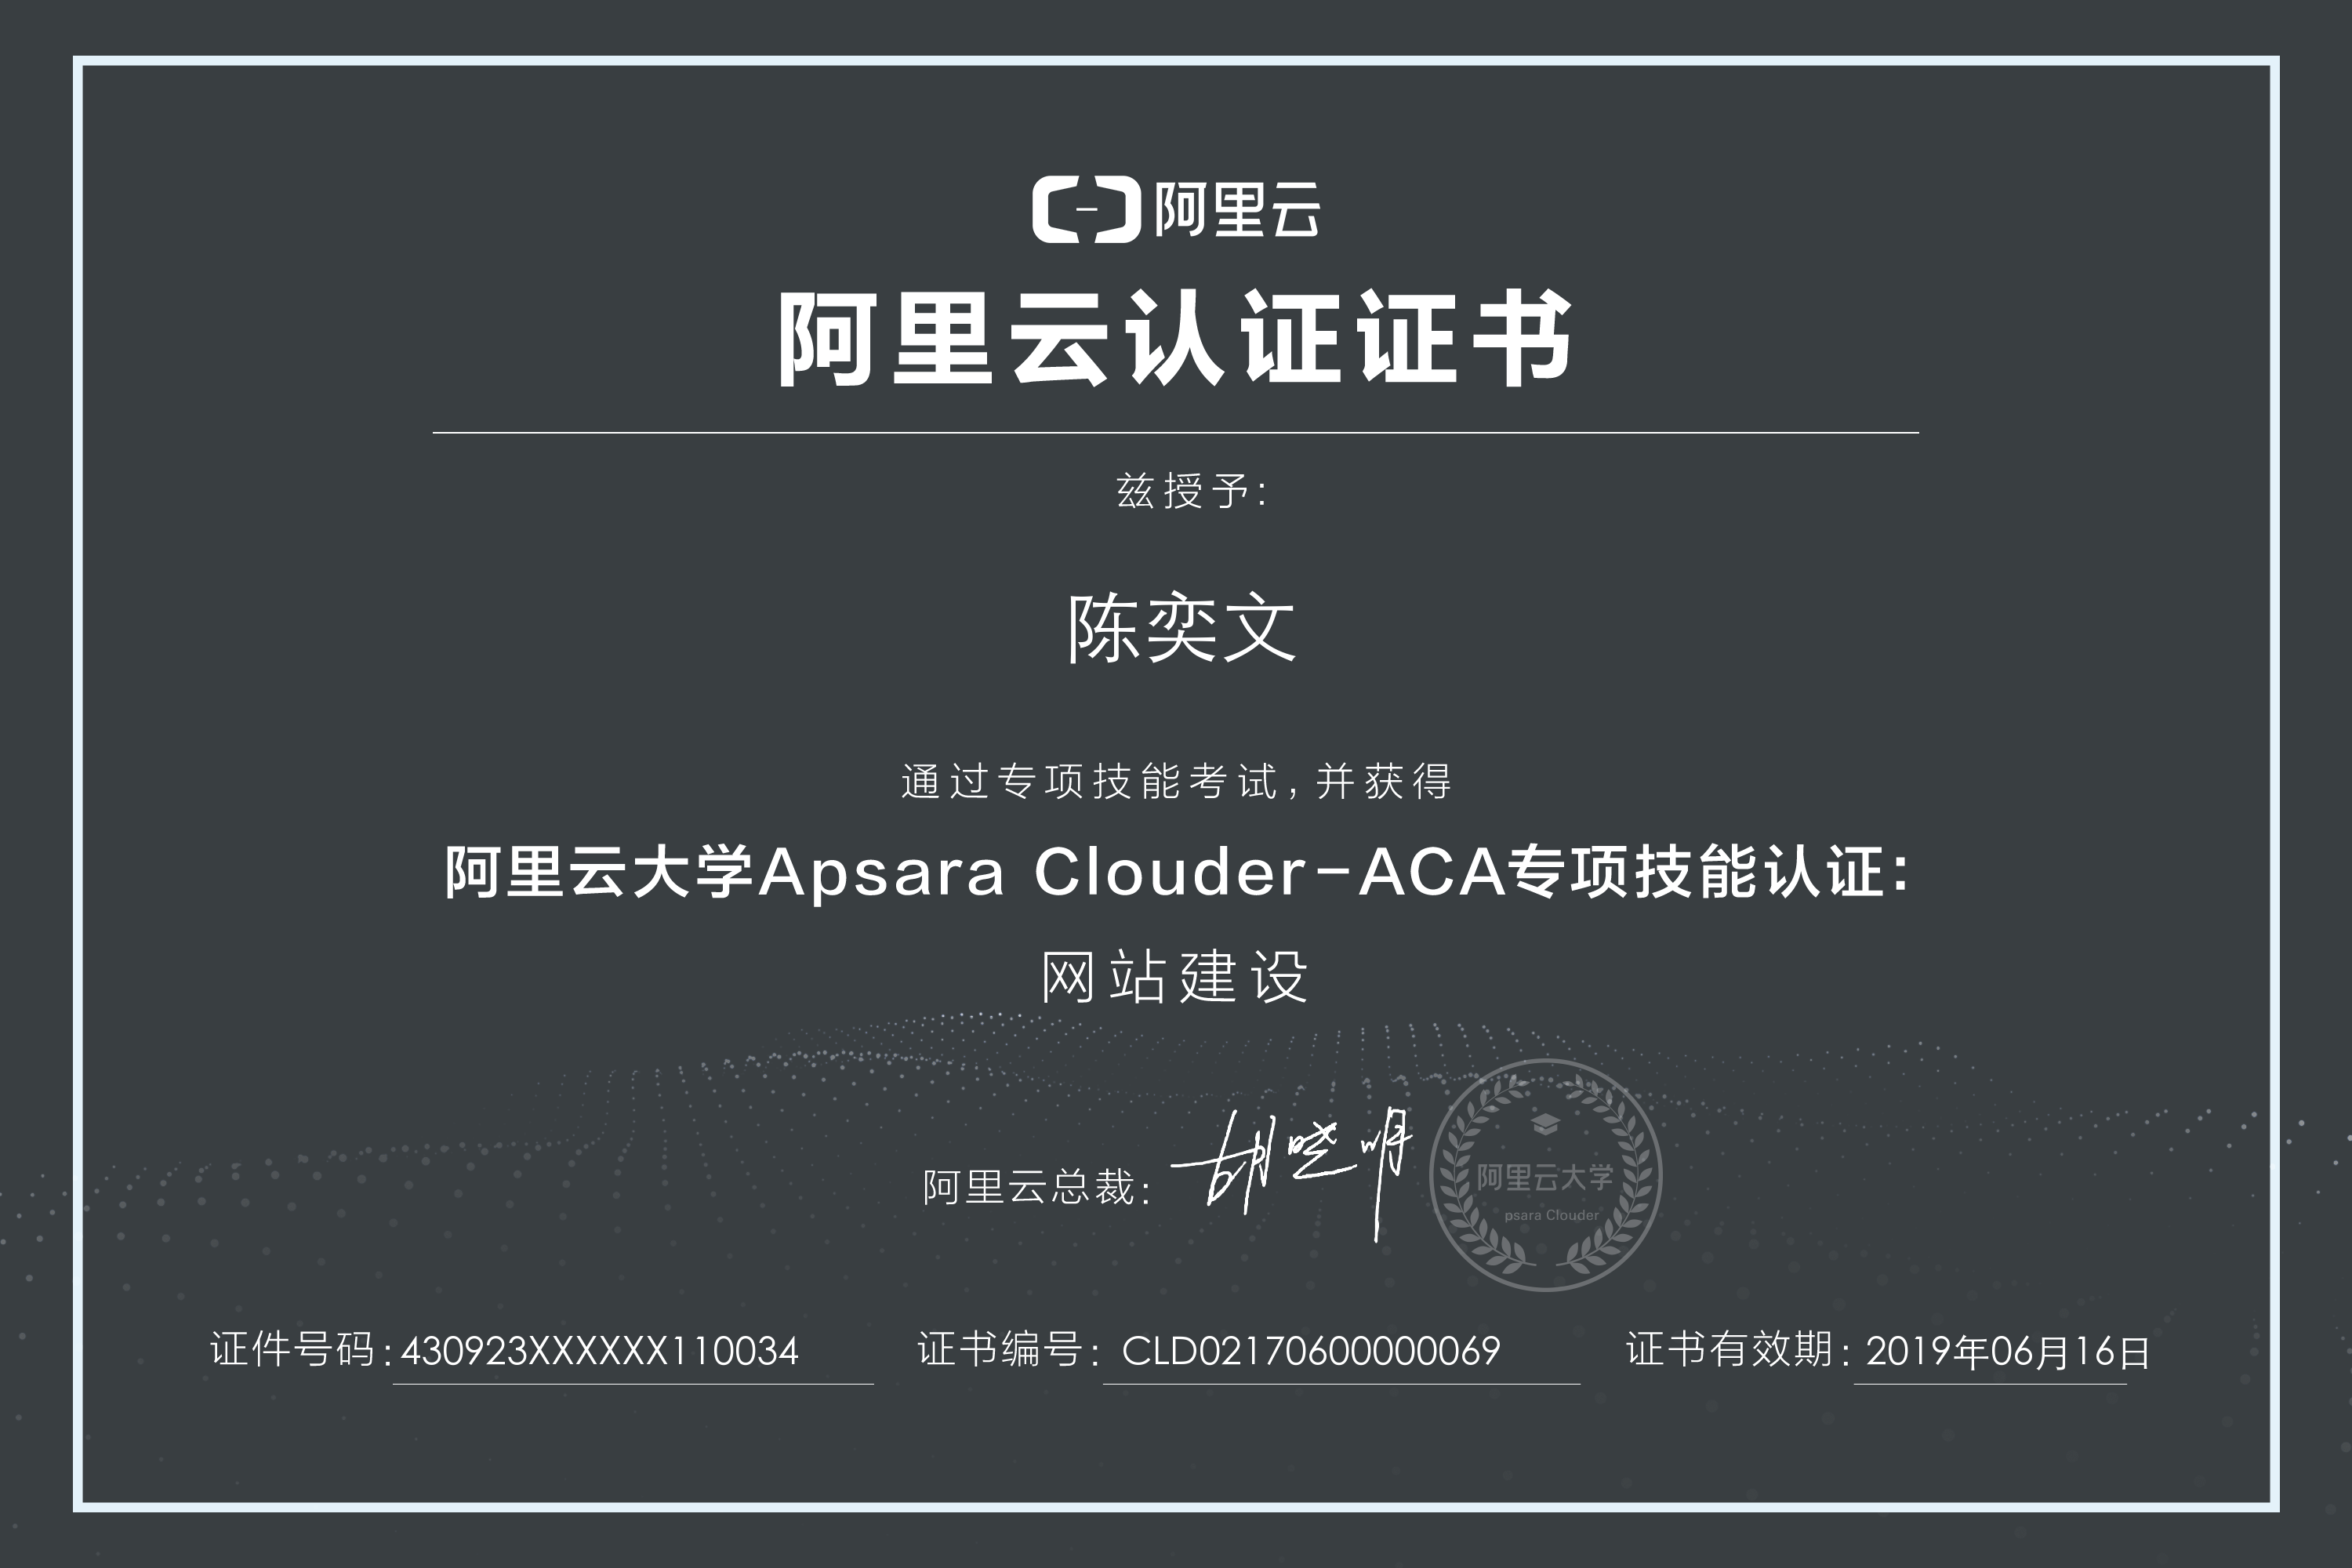 阿里云
阿里云认证证书
兹授予：
陈奕文
通过专项技能考试，并获得
阿里云大学Apsara Clouder-ACA专项技能认证：
网站建设
阿里云总裁：胡晓明
阿里云大学
psara Clouder
证件号码：430923XXXXXX110034
证书编号：CLD02170600000069
证书有效期：2019年06月16日